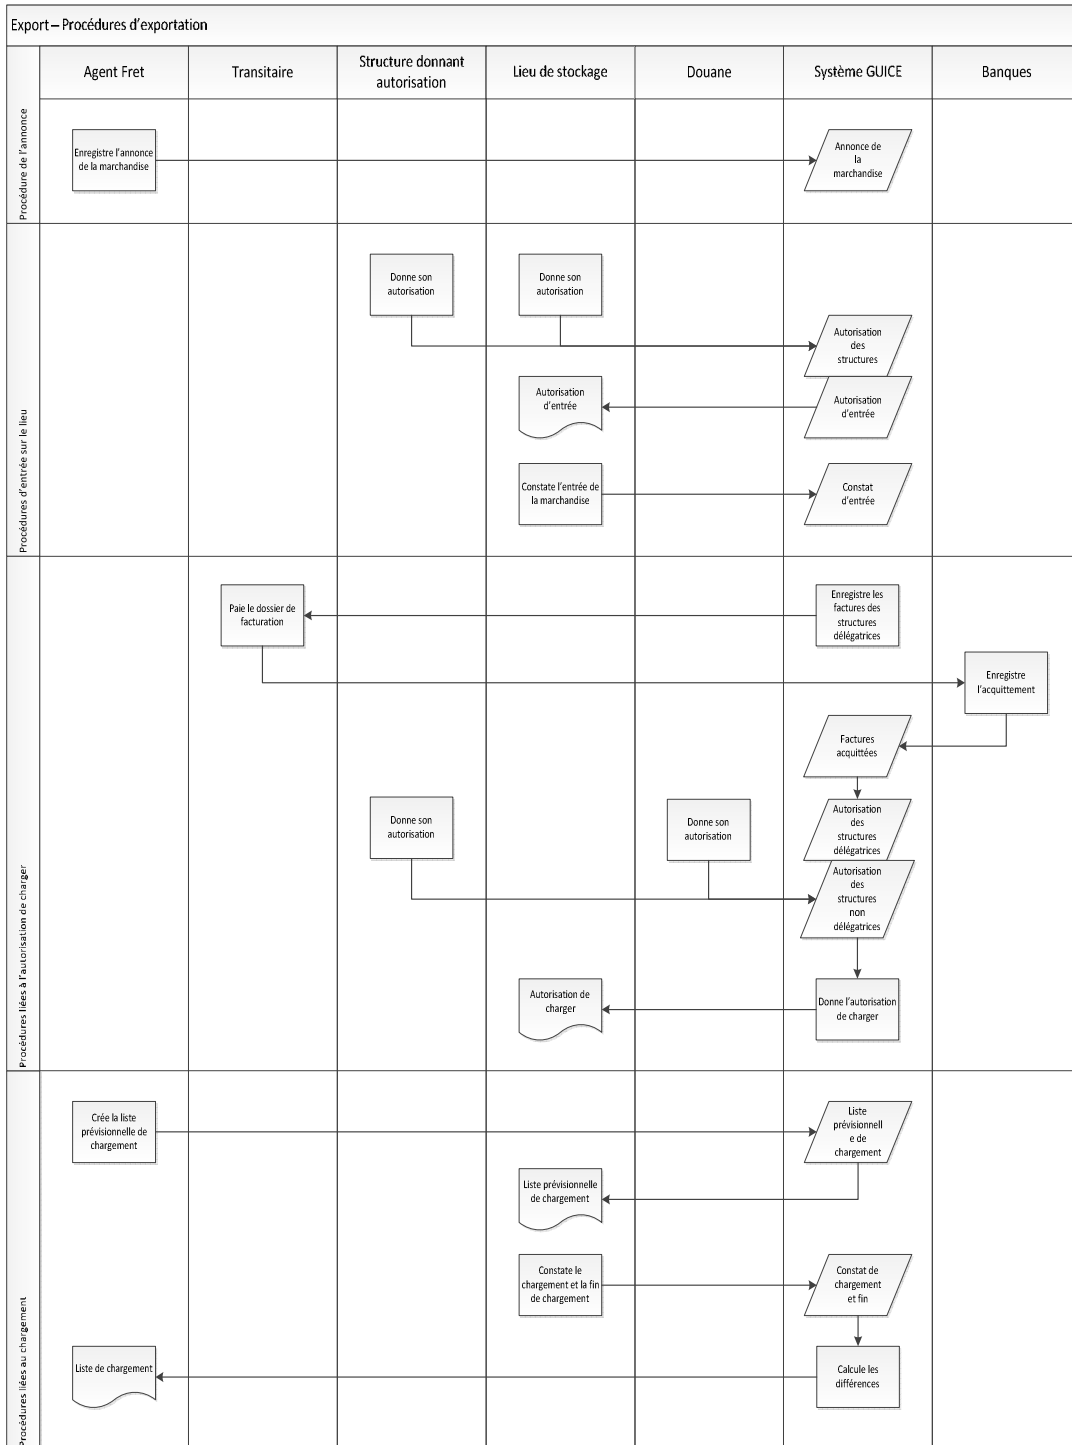 Export – Procédures d’exportation
Agent Fret
Transitaire
Structure donnant
autorisation
Lieu de stockage
Douane
Système GUICE
Banques
Procédure de l’annonce
Enregistre l’annonce
de la marchandise
Annonce de
la
marchandise
Procédures d’entrée sur le lieu
Donne son
autorisation
Donne son
autorisation
Autorisation
des
structures
Autorisation
d’entrée
Autorisation
d’entrée
Constate l’entrée de
la marchandise
Constat
d’entrée
Procédures liées à l’autorisation de charger
Paie le dossier de
facturation
Enregistre les
factures des
structures
délégatrices
Enregistre
l’acquittement
Factures
acquittées
Donne son
autorisation
Donne son
autorisation
Autorisation
des
structures
délégatrices
Autorisation
des
structures
non
délégatrices
Autorisation de
charger
Donne l’autorisation
de charger
Procédures liées au chargement
Crée la liste
prévisionnelle de
chargement
Liste
prévisionnell
e de
chargement
Liste prévisionnelle
de chargement
Constate le
chargement et la fin
de chargement
Constat de
chargement
et fin
Liste de chargement
Calcule les
différences